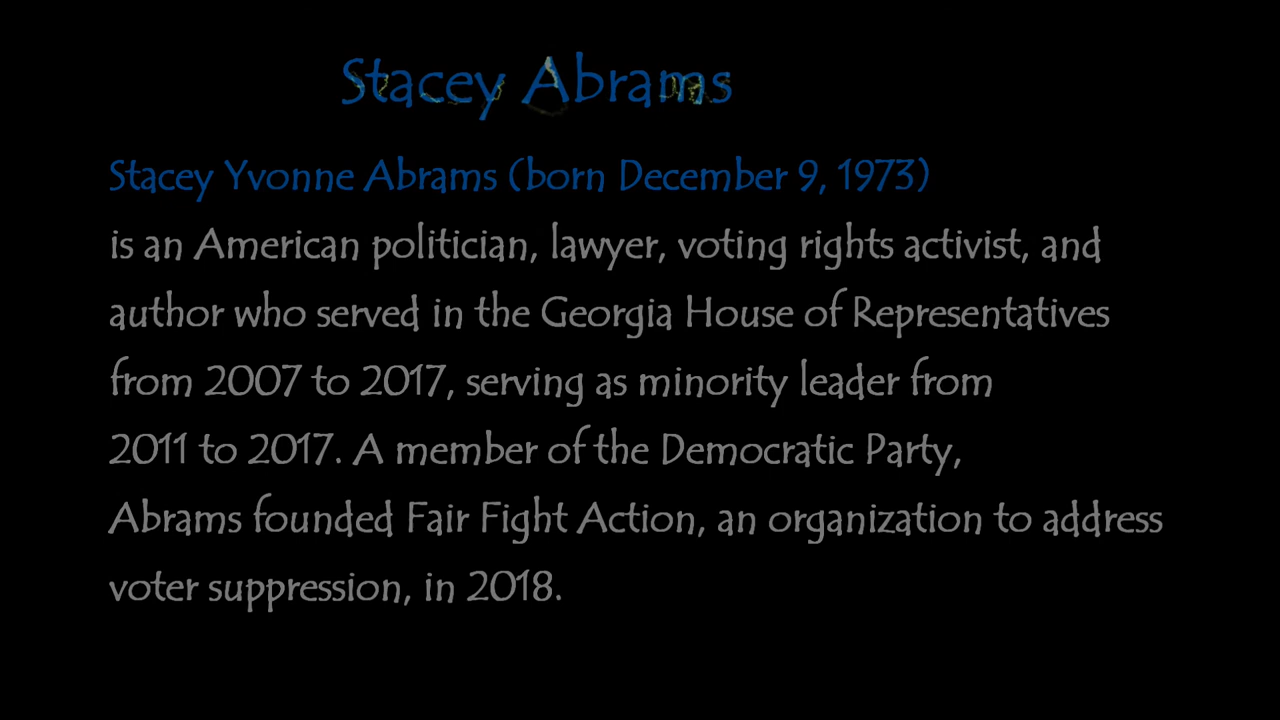 Stacey Abrams
Stacey Yvonne Abrams (born December 9, 1973)
is an American politician, lawyer, voting rights activist, and
author who served in the Georgia House of Representatives
from 2007 to 2017, serving as minority leader from
2011 to 2017. A member of the Democratic Party,
Abrams founded Fair Fight Action, an organization to address
voter suppression, in 2018.